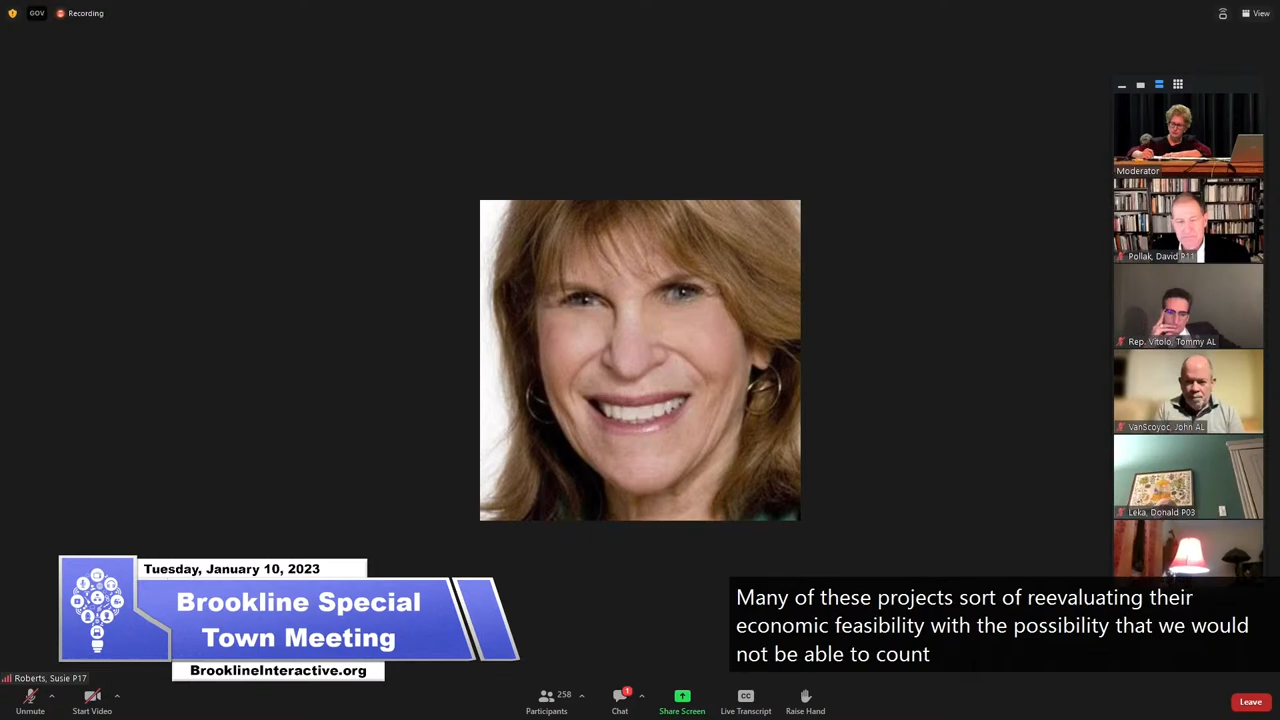 GOV
Recording
View
Moderator
Pollak, David P11
Rep. Vitolo, Tommy AL
VanScoyoc, John AL
Leka, Donald P03
Tuesday, January 10, 2023
Brookline Special
Town Meeting
BrooklineInteractive.org
Many of these projects sort of reevaluating their
economic feasibility with the possibility that we would
not be able to count
Roberts, Susie P17
258
1
CC
Unmute
Start Video
Participants
Chat
Share Screen
Live Transcript
Raise Hand
Leave